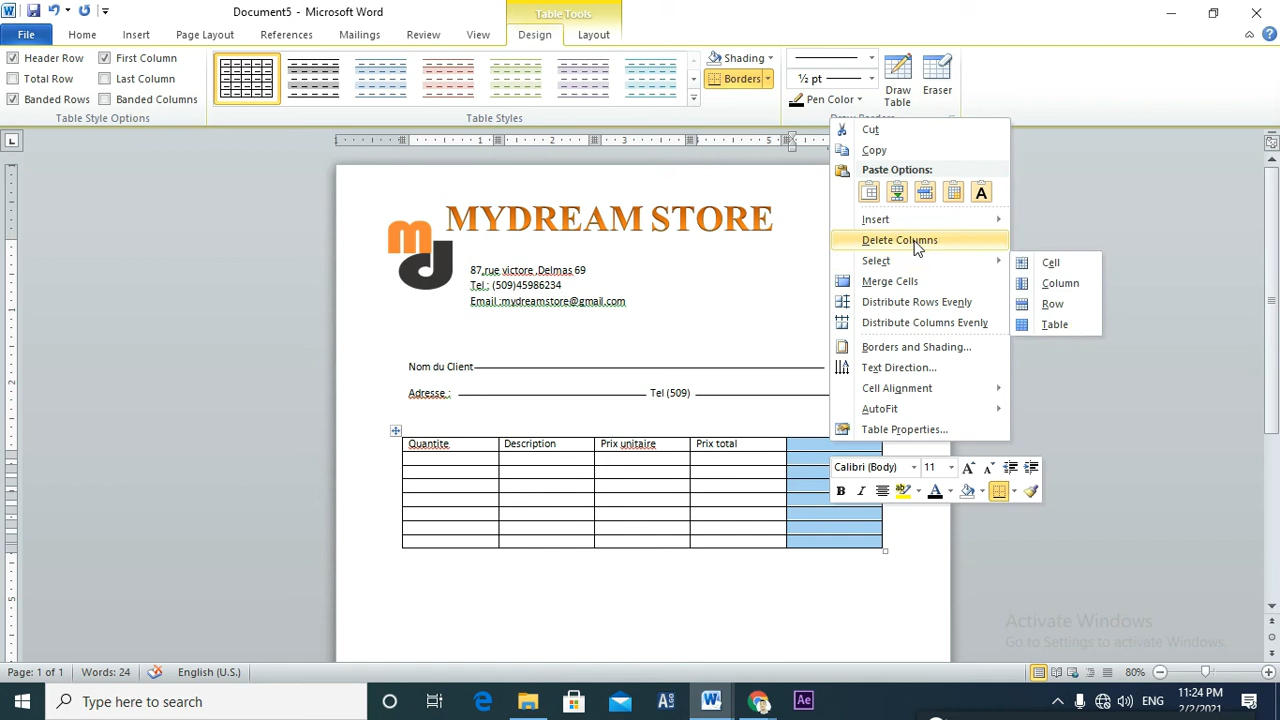 Document5 - Microsoft Word
Table Tools
File Home Insert Page Layout References Mailings Review View Design Layout
Header Row First Column
Total Row Last Column
Banded Rows Banded Columns
Table Style Options
Table Styles
Shading
Borders
½ pt
Pen Color
Draw Table
Eraser
Draw Borders
Cut
Copy
Paste Options:
Insert
Delete Columns
Select
Merge Cells
Distribute Rows Evenly
Distribute Columns Evenly
Borders and Shading...
Text Direction...
Cell Alignment
AutoFit
Table Properties...
Cell
Column
Row
Table
Calibri (Body) 11
MYDREAM STORE
md
87,rue victore ,Delmas 69
Tel ; (509)45986234
Email :mydreamstore@gmail.com
Nom du Client
Adresse ; Tel (509)
Quantite Description Prix unitaire Prix total
Activate Windows
Go to Settings to activate Windows.
Page: 1 of 1 Words: 24 English (U.S.) 80%
Type here to search
ENG
11:24 PM
2/2/2021